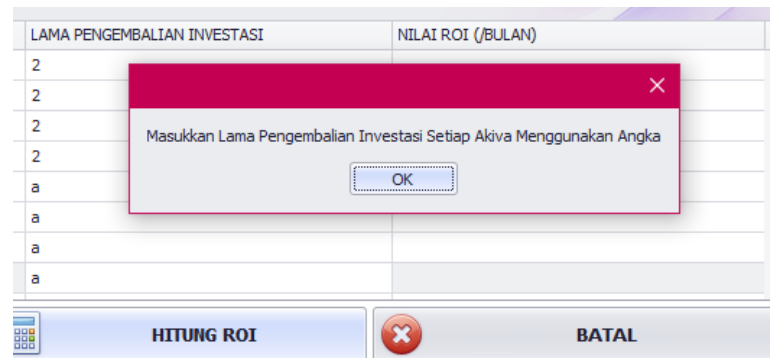 LAMA PENGEMBALIAN INVESTASI NILAI ROI (/BULAN)
2
2
2
2
a
a
a
a
Masukkan Lama Pengembalian Investasi Setiap Akiva Menggunakan Angka
OK
HITUNG ROI BATAL